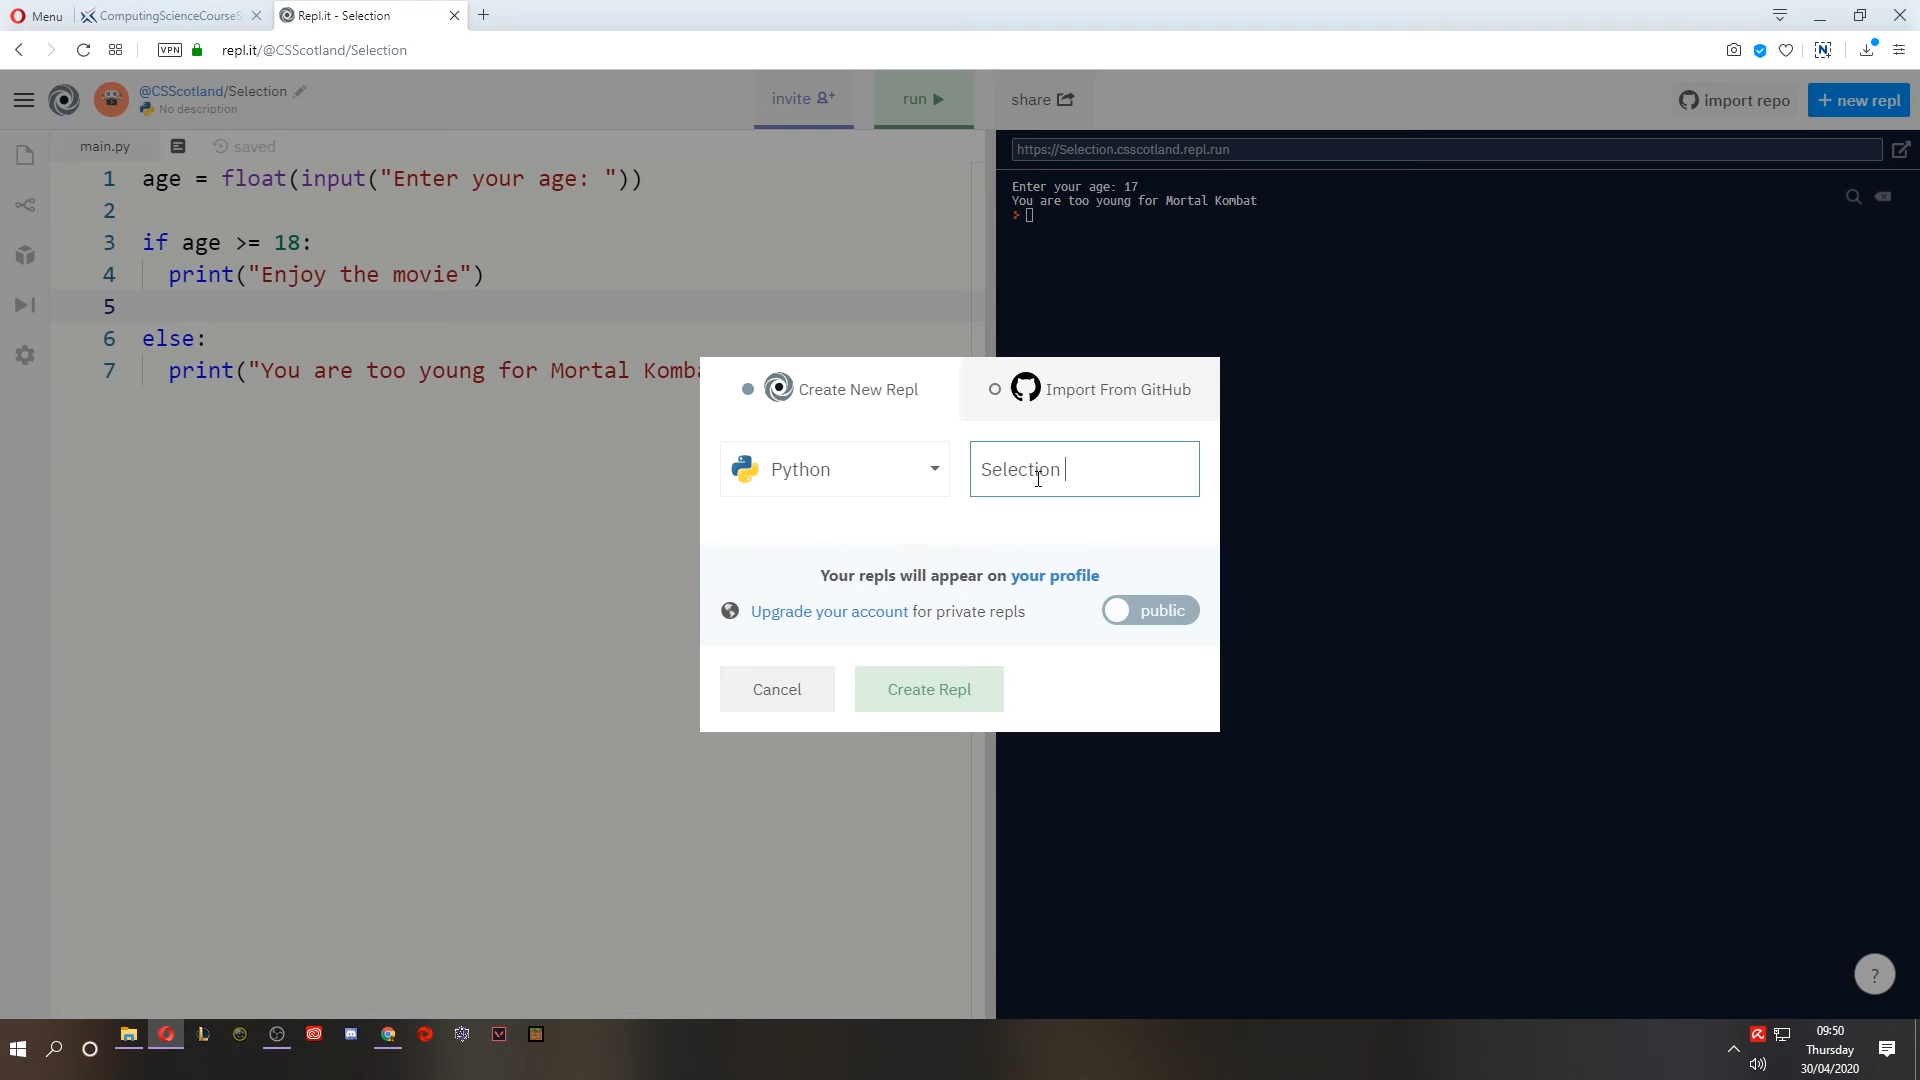 Menu
ComputingScienceCourseS
Repl.it - Selection
VPN
repl.it/@CSScotland/Selection
@CSScotland/Selection
No description
invite
run
share
import repo
+ new repl
main.py
saved
https://Selection.csscotland.repl.run
1 age = float(input("Enter your age: "))
2
3 if age >= 18:
4 print("Enjoy the movie")
5
6 else:
7 print("You are too young for Mortal Komba
Enter your age: 17
You are too young for Mortal Kombat
Create New Repl
Import From GitHub
Python
Selection
Your repls will appear on your profile
Upgrade your account for private repls
public
Cancel
Create Repl
?
09:50
Thursday
30/04/2020